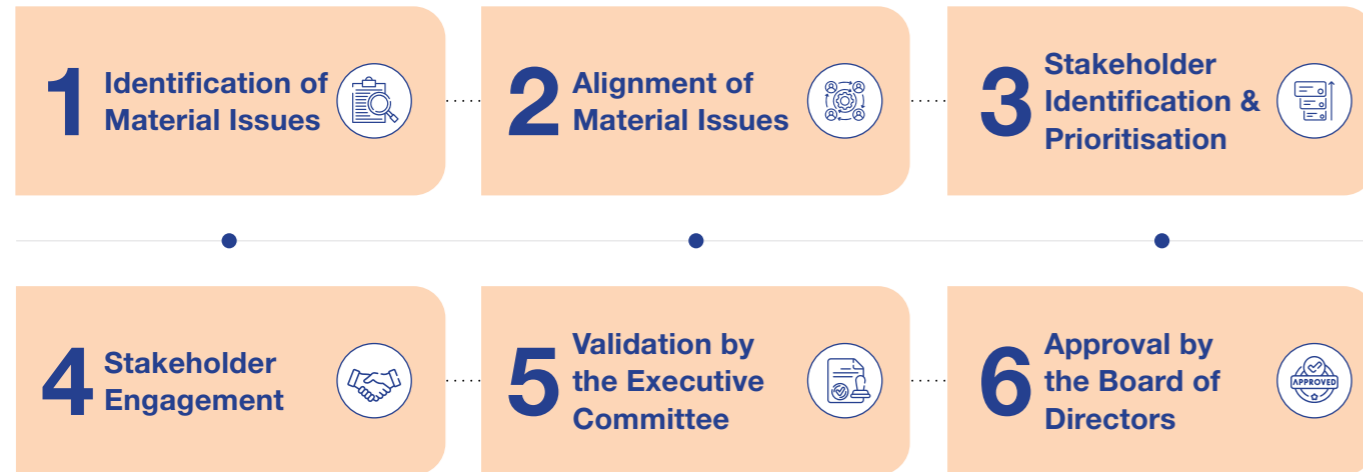 1 Identification of
Material Issues
2 Alignment of
Material Issues
3 Stakeholder
Identification &
Prioritisation
4 Stakeholder
Engagement
5 Validation by
the Executive
Committee
6 Approval by
the Board of
Directors
APPROVED